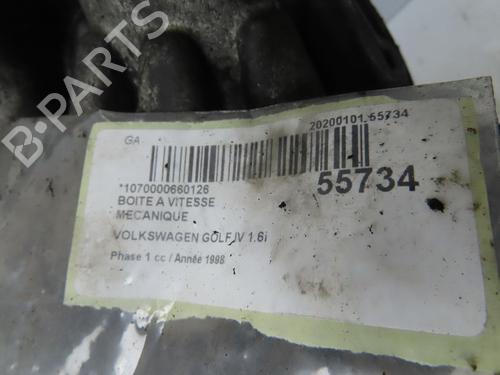 B-PARTS
GA
20200101 55734
55734
*1070000660126
BOITE A VITESSE
MECANIQUE
VOLKSWAGEN GOLF IV 1.6i
Phase 1 cc / Année 1998